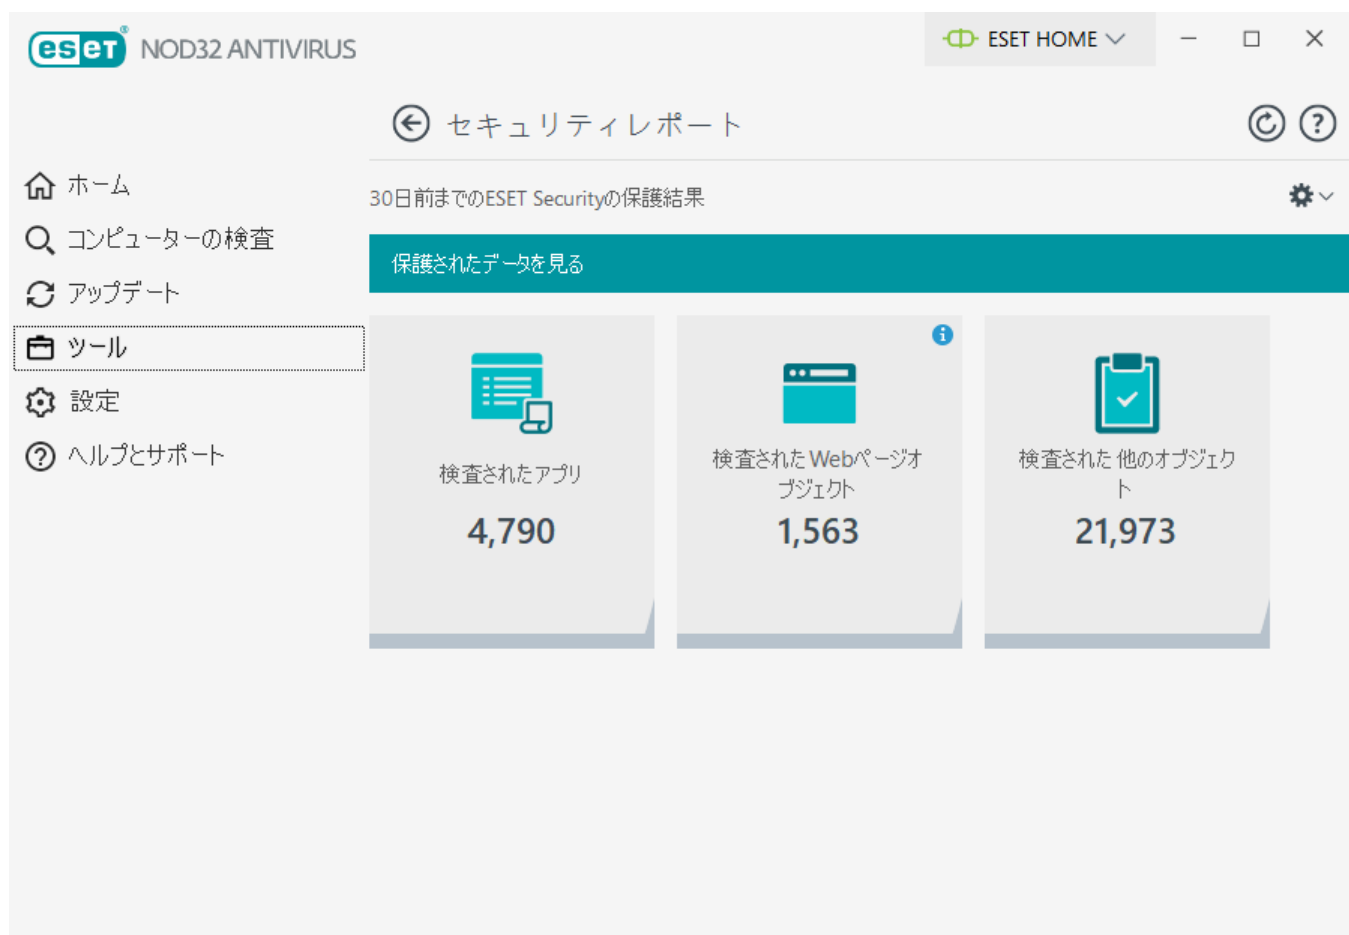 eset® NOD32 ANTIVIRUS
ESET HOME
セキュリティレポート
ホーム
コンピューターの検査
アップデート
ツール
設定
ヘルプとサポート
30日前までのESET Securityの保護結果
保護されたデータを見る
検査されたアプリ
4,790
検査されたWebページオ
ブジェクト
1,563
検査された他のオブジェク
ト
21,973